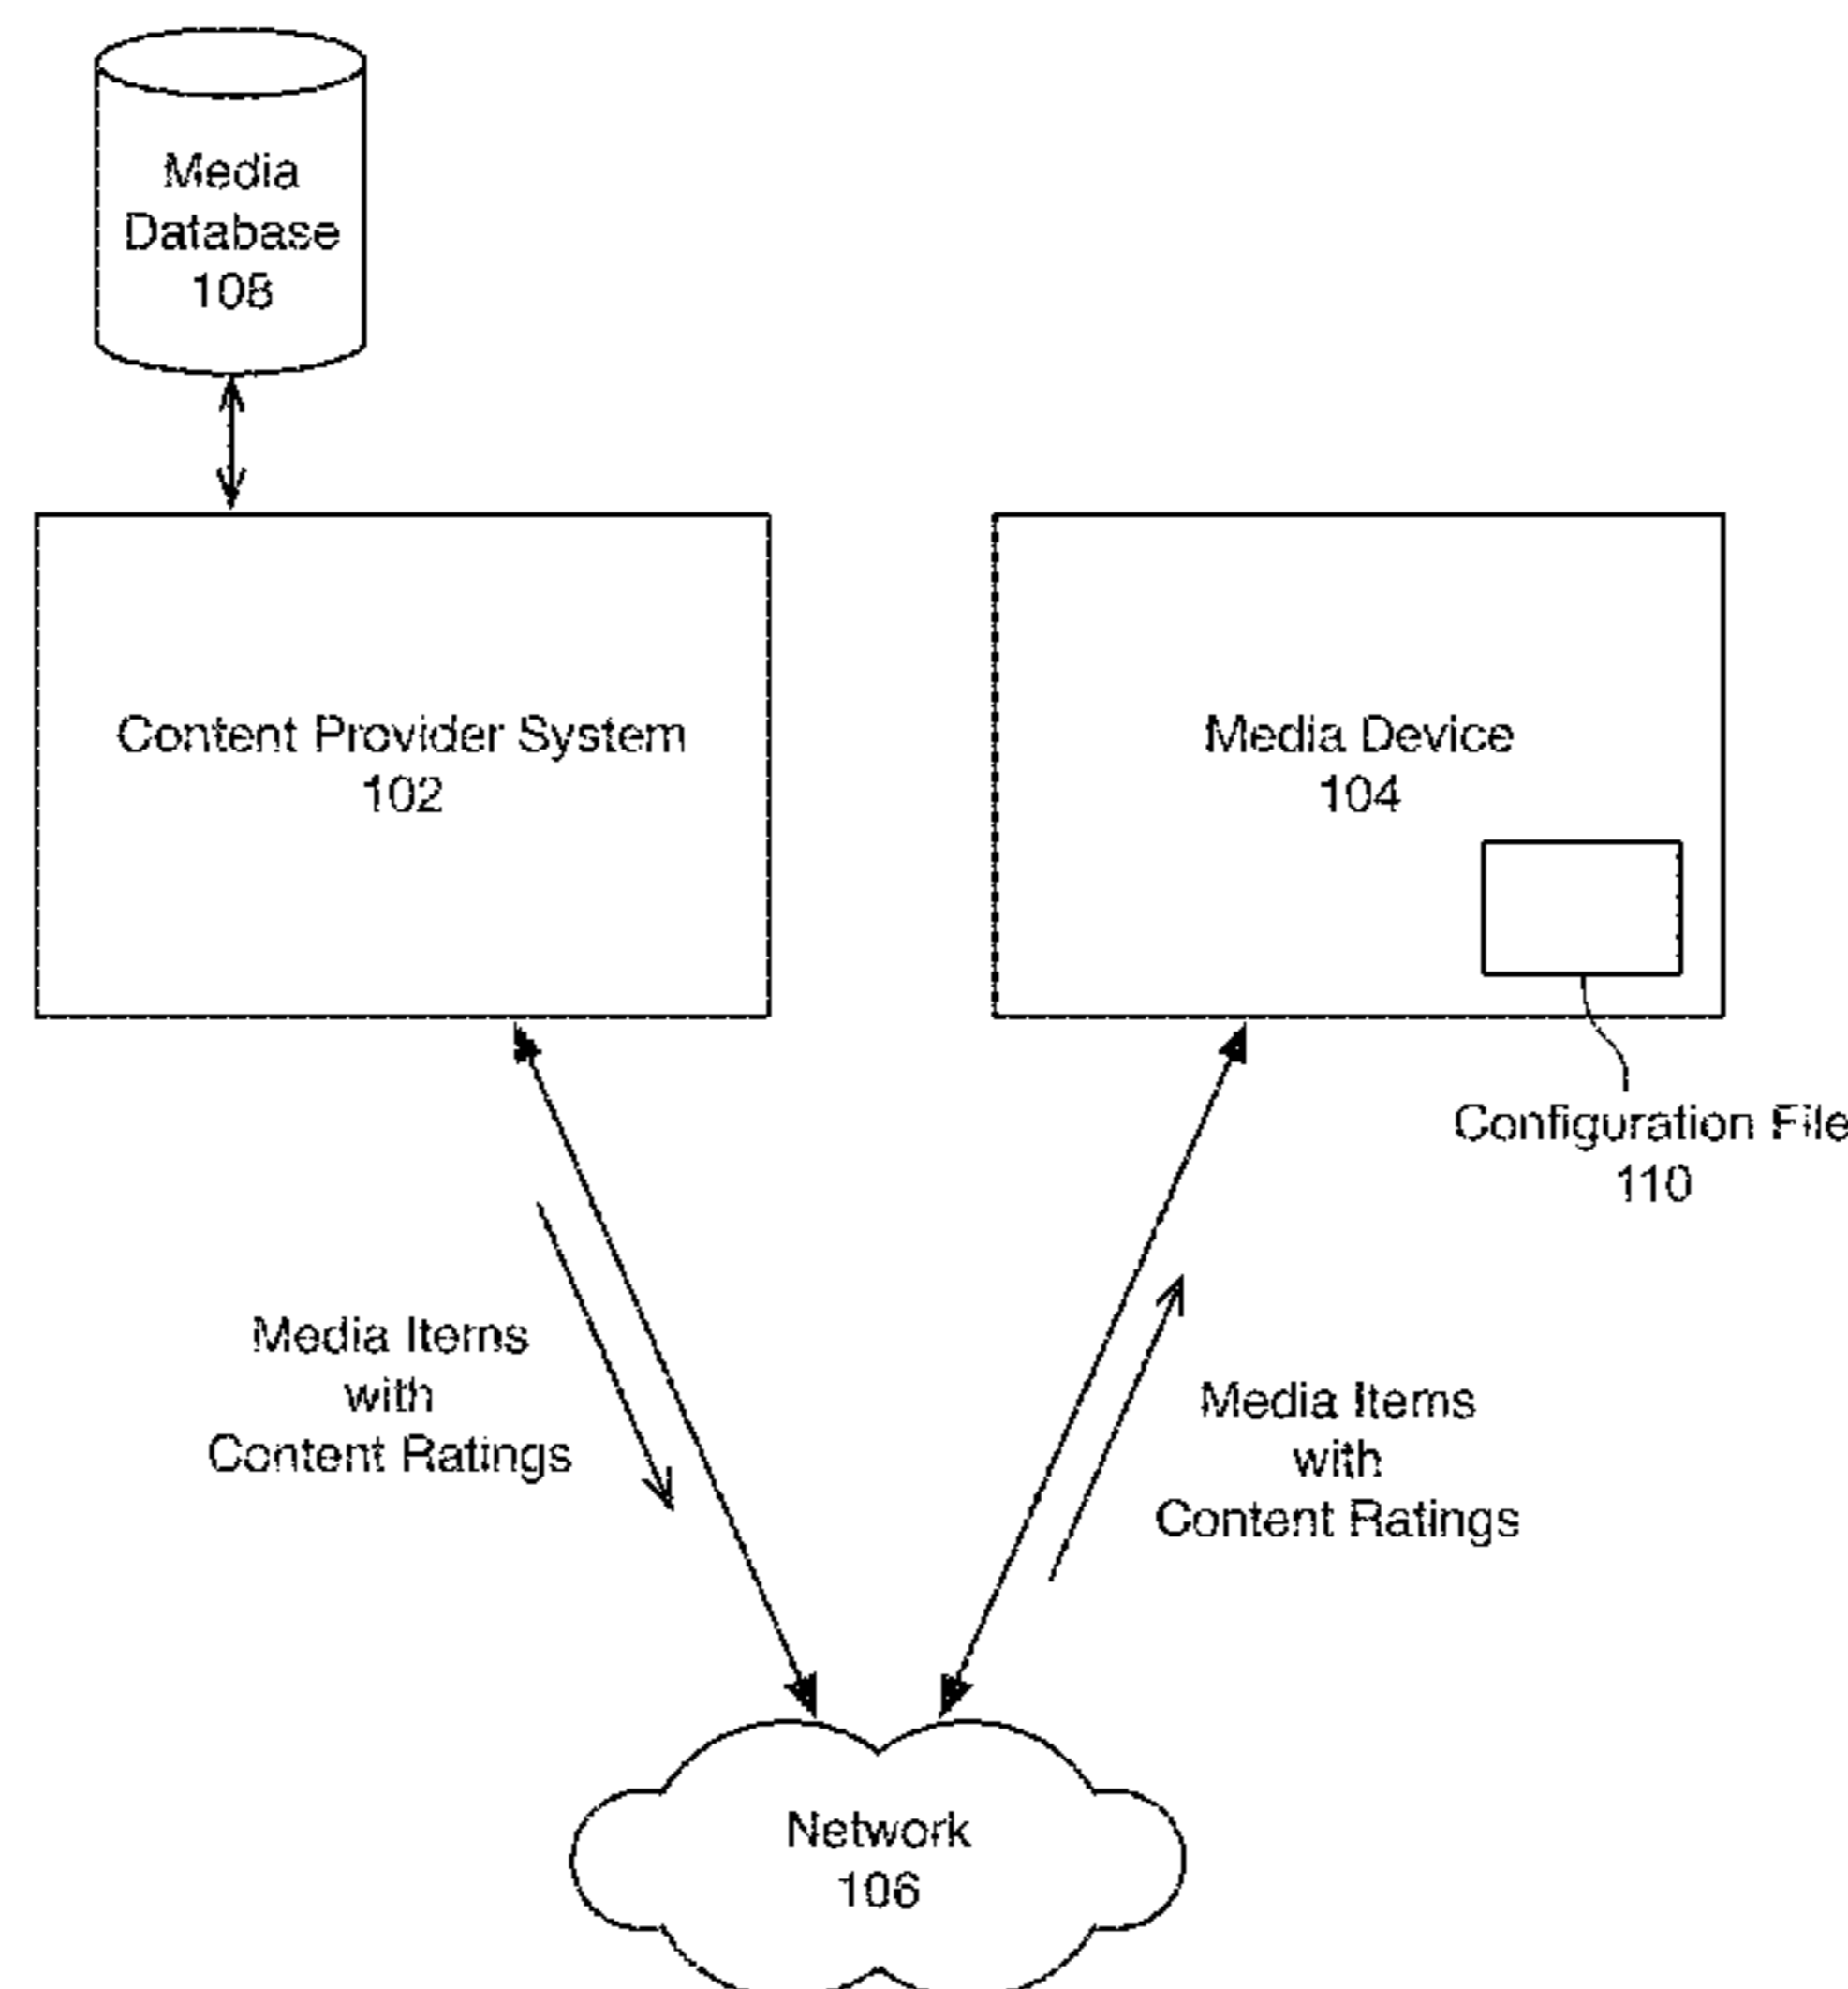 Media
Database
108
Content Provider System
102
Media Device
104
Configuration File
110
Media Items
with
Content Ratings
Media Items
with
Content Ratings
Network
106